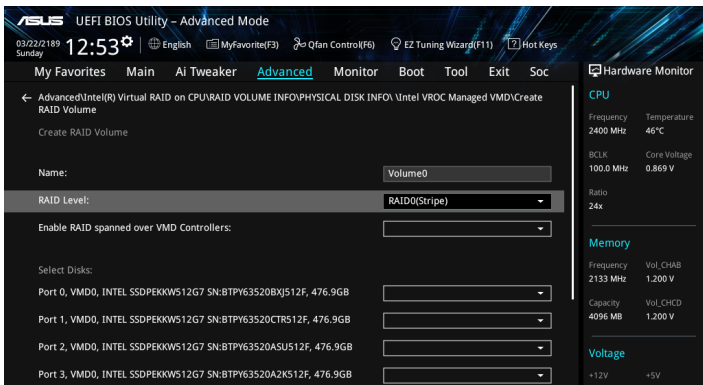 ASUS UEFI BIOS Utility – Advanced Mode
03/22/2189
Sunday
12:53
English
MyFavorite(F3)
Qfan Control(F6)
EZ Tuning Wizard(F11)
? Hot Keys
My Favorites Main Ai Tweaker Advanced Monitor Boot Tool Exit Soc
Hardware Monitor
← Advanced\Intel(R) Virtual RAID on CPU\RAID VOLUME INFO\PHYSICAL DISK INFO\ \Intel VROC Managed VMD\Create
RAID Volume
Create RAID Volume
Name: Volume0
RAID Level: RAID0(Stripe)
Enable RAID spanned over VMD Controllers:
Select Disks:
Port 0, VMD0, INTEL SSDPEKKW512G7 SN:BTPY63520BXJ512F, 476.9GB
Port 1, VMD0, INTEL SSDPEKKW512G7 SN:BTPY63520CTR512F, 476.9GB
Port 2, VMD0, INTEL SSDPEKKW512G7 SN:BTPY63520ASU512F, 476.9GB
Port 3, VMD0, INTEL SSDPEKKW512G7 SN:BTPY63520A2K512F, 476.9GB
CPU
Frequency Temperature
2400 MHz 46°C
BCLK Core Voltage
100.0 MHz 0.869 V
Ratio
24x
Memory
Frequency Vol_CHAB
2133 MHz 1.200 V
Capacity Vol_CHCD
4096 MB 1.200 V
Voltage
+12V +5V